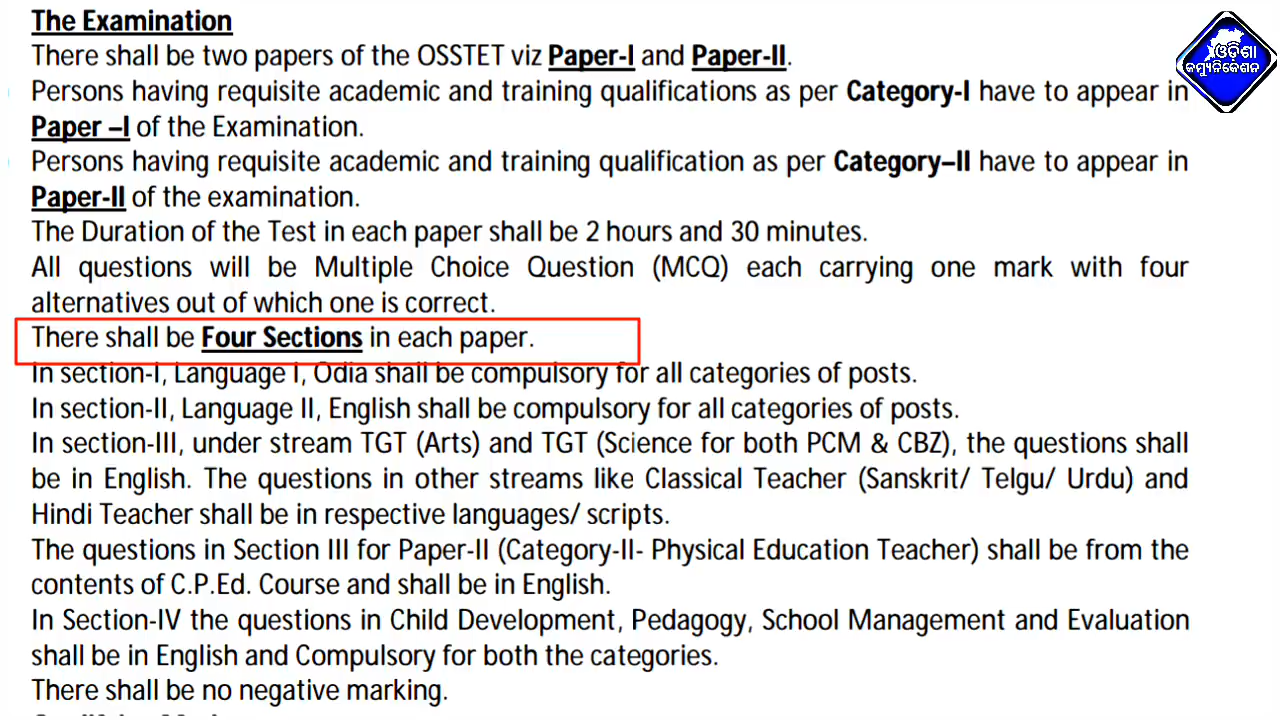 The Examination
There shall be two papers of the OSSTET viz Paper-I and Paper-II.
Persons having requisite academic and training qualifications as per Category-I have to appear in
Paper –I of the Examination.
Persons having requisite academic and training qualification as per Category–II have to appear in
Paper-II of the examination.
The Duration of the Test in each paper shall be 2 hours and 30 minutes.
All questions will be Multiple Choice Question (MCQ) each carrying one mark with four
alternatives out of which one is correct.
There shall be Four Sections in each paper.
In section-I, Language I, Odia shall be compulsory for all categories of posts.
In section-II, Language II, English shall be compulsory for all categories of posts.
In section-III, under stream TGT (Arts) and TGT (Science for both PCM & CBZ), the questions shall
be in English. The questions in other streams like Classical Teacher (Sanskrit/ Telgu/ Urdu) and
Hindi Teacher shall be in respective languages/ scripts.
The questions in Section III for Paper-II (Category-II- Physical Education Teacher) shall be from the
contents of C.P.Ed. Course and shall be in English.
In Section-IV the questions in Child Development, Pedagogy, School Management and Evaluation
shall be in English and Compulsory for both the categories.
There shall be no negative marking.
ଓଡ଼ିଶା
କମ୍ୟୁନିକେଶନ